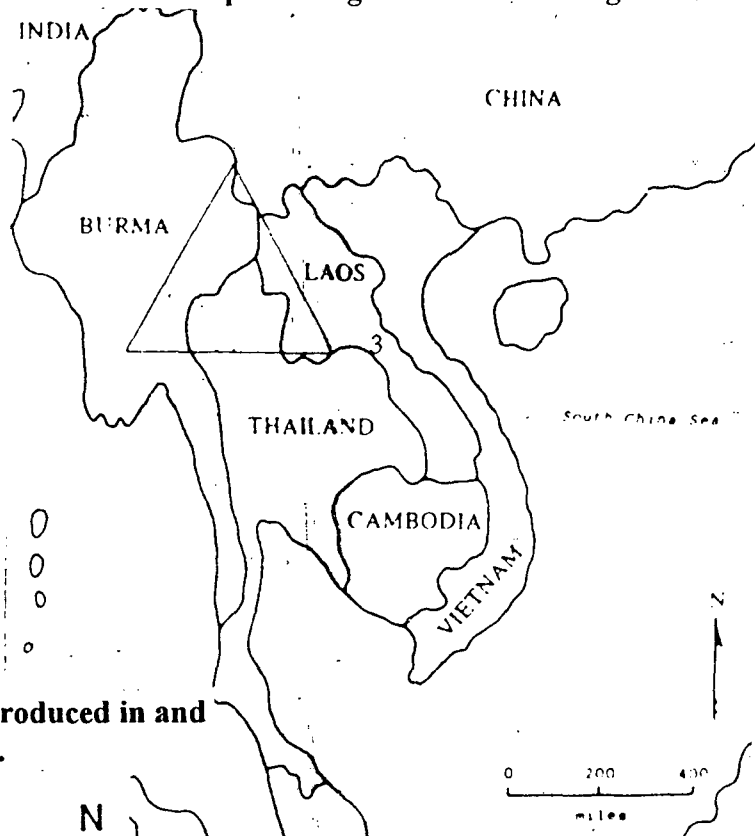 INDIA
CHINA
BURMA
LAOS
3
THAILAND
South China Sea
CAMBODIA
VIETNAM
N
roduced in and
0 200 400
miles
N